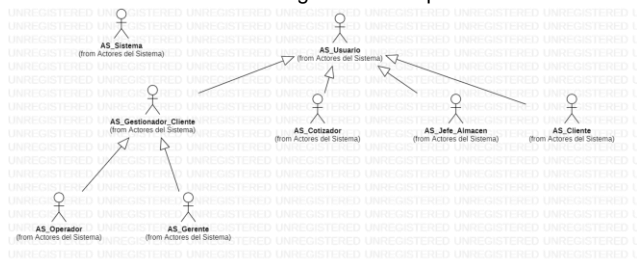 AS_Sistema
(from Actores del Sistema)
AS_Usuario
(from Actores del Sistema)
AS_Gestionador_Cliente
(from Actores del Sistema)
AS_Cotizador
(from Actores del Sistema)
AS_Jefe_Almacen
(from Actores del Sistema)
AS_Cliente
(from Actores del Sistema)
AS_Operador
(from Actores del Sistema)
AS_Gerente
(from Actores del Sistema)
UNREGISTERED